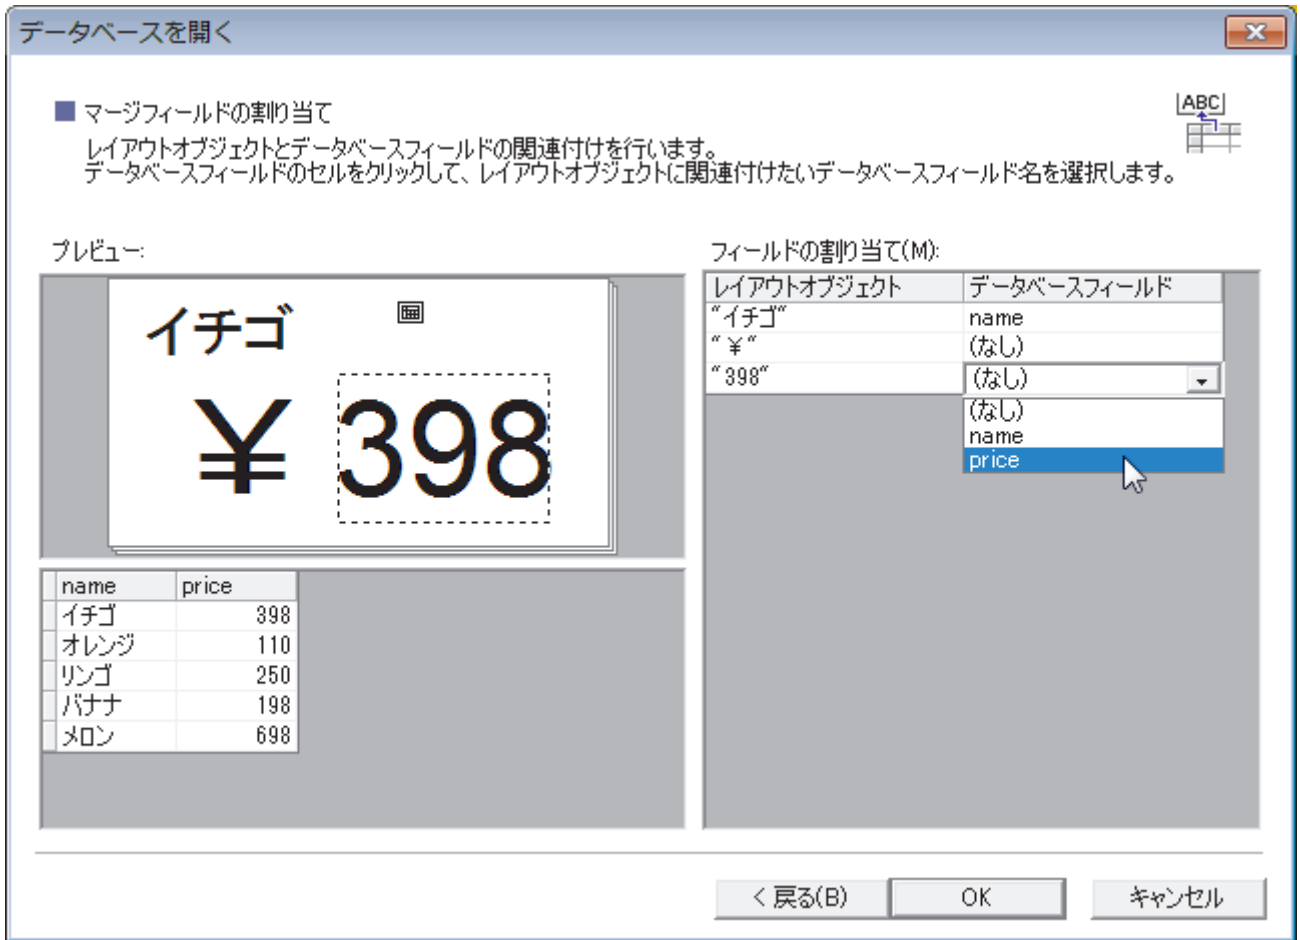 データベースを開く
ABC
マージフィールドの割り当て
レイアウトオブジェクトとデータベースフィールドの関連付けを行います。
データベースフィールドのセルをクリックして、レイアウトオブジェクトに関連付けたいデータベースフィールド名を選択します。
プレビュー:
イチゴ
¥ 398
name price
イチゴ 398
オレンジ 110
リンゴ 250
バナナ 198
メロン 698
フィールドの割り当て(M):
レイアウトオブジェクト データベースフィールド
"イチゴ" name
"¥" (なし)
"398" (なし)
(なし)
name
price
< 戻る(B) OK キャンセル